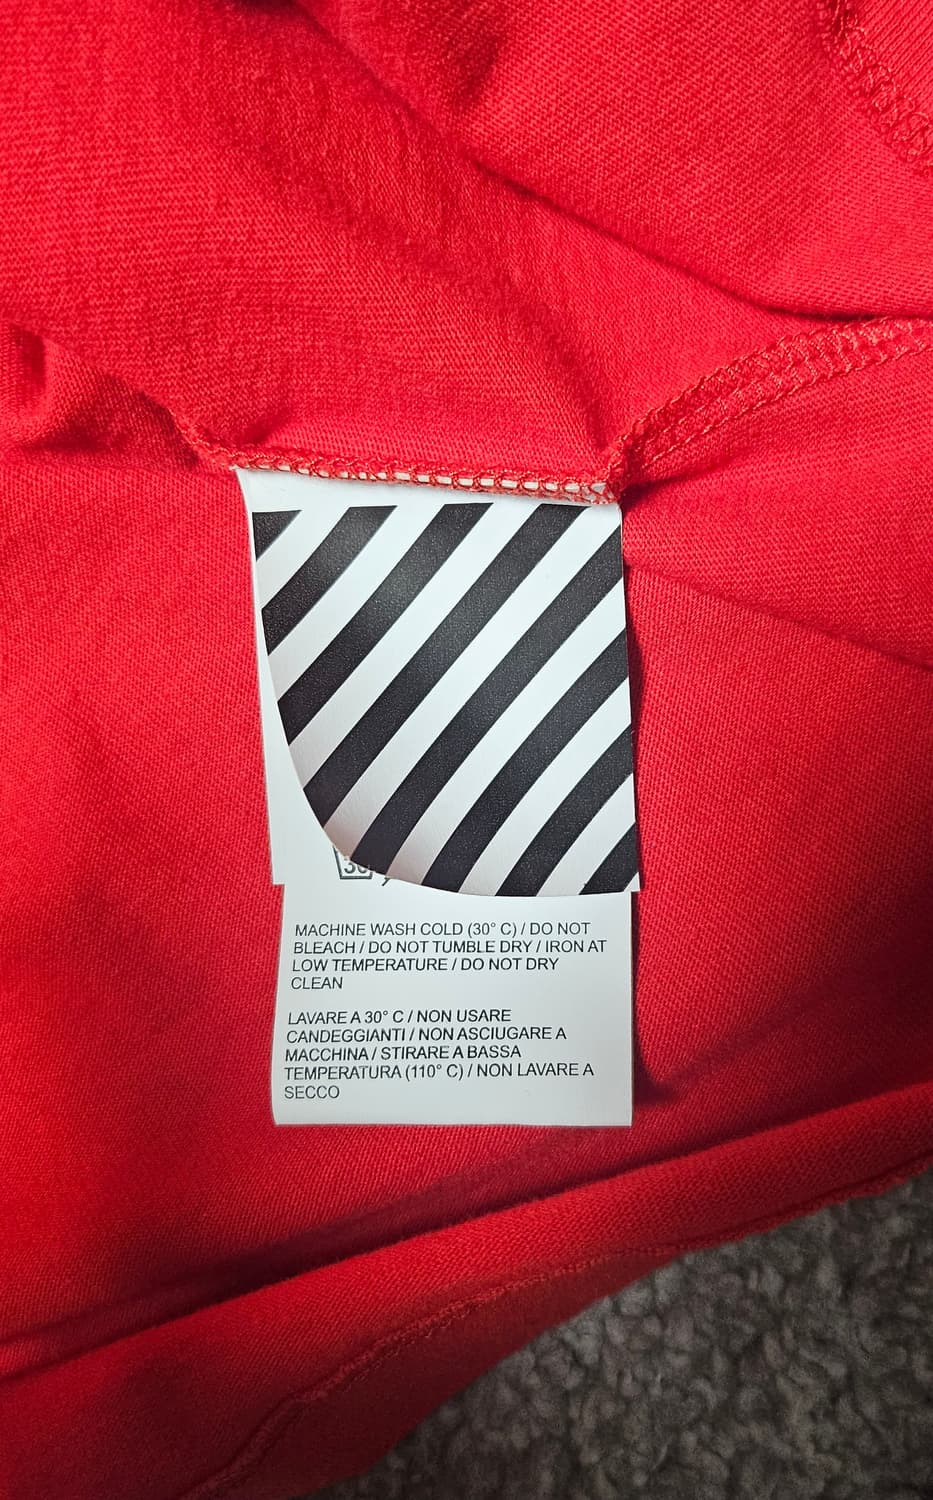 30
MACHINE WASH COLD (30° C) / DO NOT
BLEACH / DO NOT TUMBLE DRY / IRON AT
LOW TEMPERATURE / DO NOT DRY
CLEAN
LAVARE A 30° C / NON USARE
CANDEGGIANTI / NON ASCIUGARE A
MACCHINA / STIRARE A BASSA
TEMPERATURA (110° C) / NON LAVARE A
SECCO